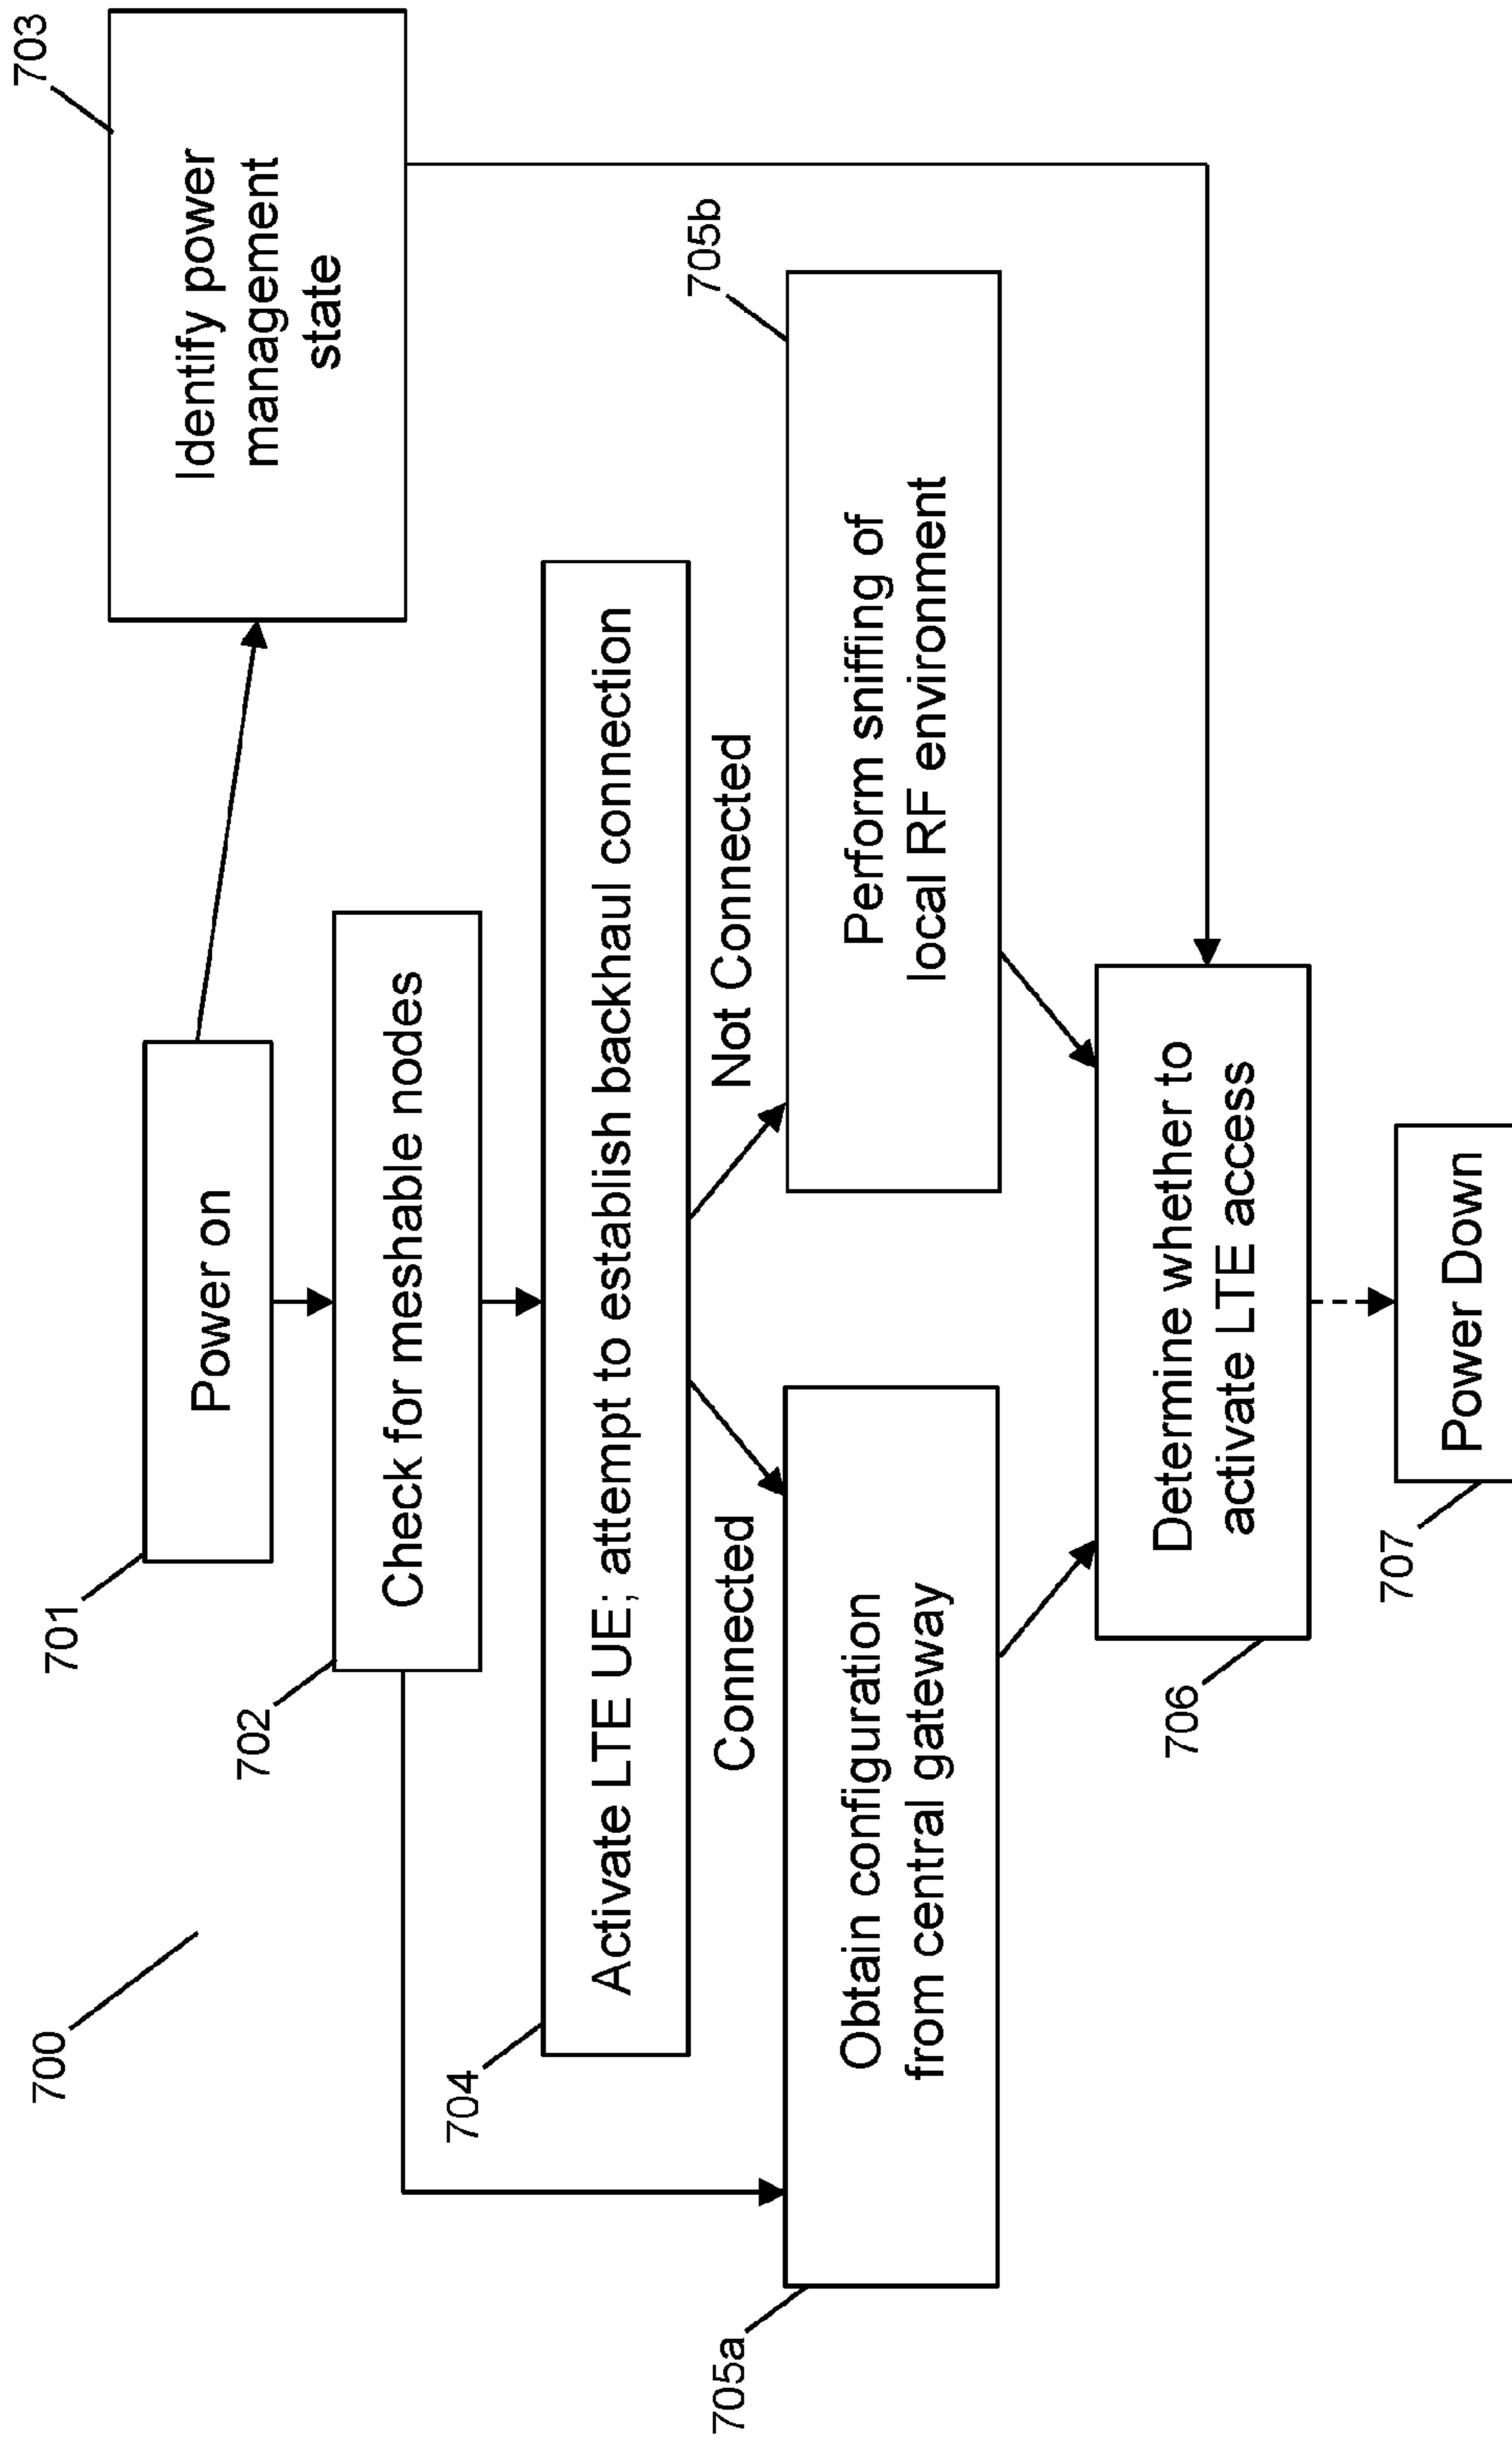 700
701
Power on
703
Identify power
management
state
702
Check for meshable nodes
704
Activate LTE UE; attempt to establish backhaul connection
Connected
Not Connected
705a
Obtain configuration
from central gateway
705b
Perform sniffing of
local RF environment
706
Determine whether to
activate LTE access
707
Power Down